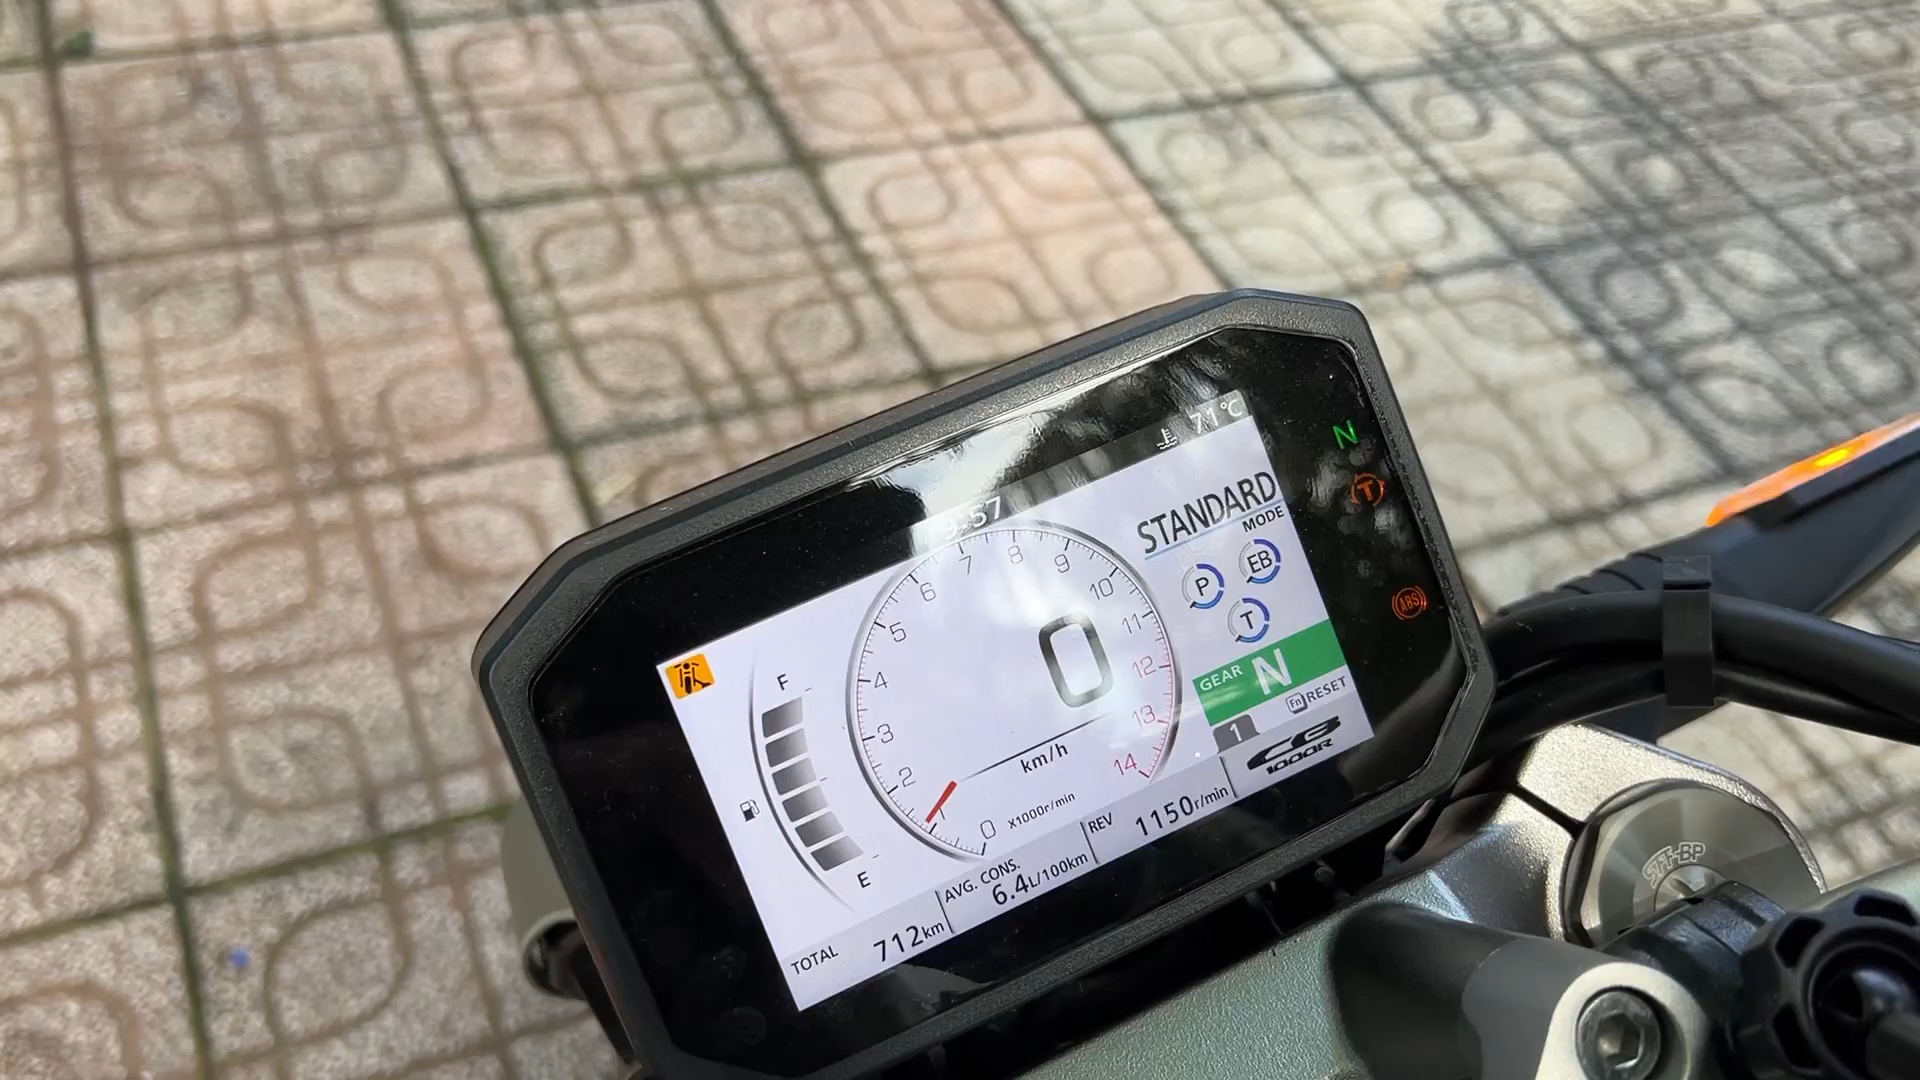 71°C
9:57
STANDARD
MODE
P
EB
T
GEAR N
Fn RESET
1
CB
1000R
F
E
0
1
2
3
4
5
6
7
8
9
10
11
12
13
14
0
km/h
x1000r/min
TOTAL 712km
AVG. CONS.
6.4L/100km
REV 1150r/min
N
T
ABS
SFF-BP